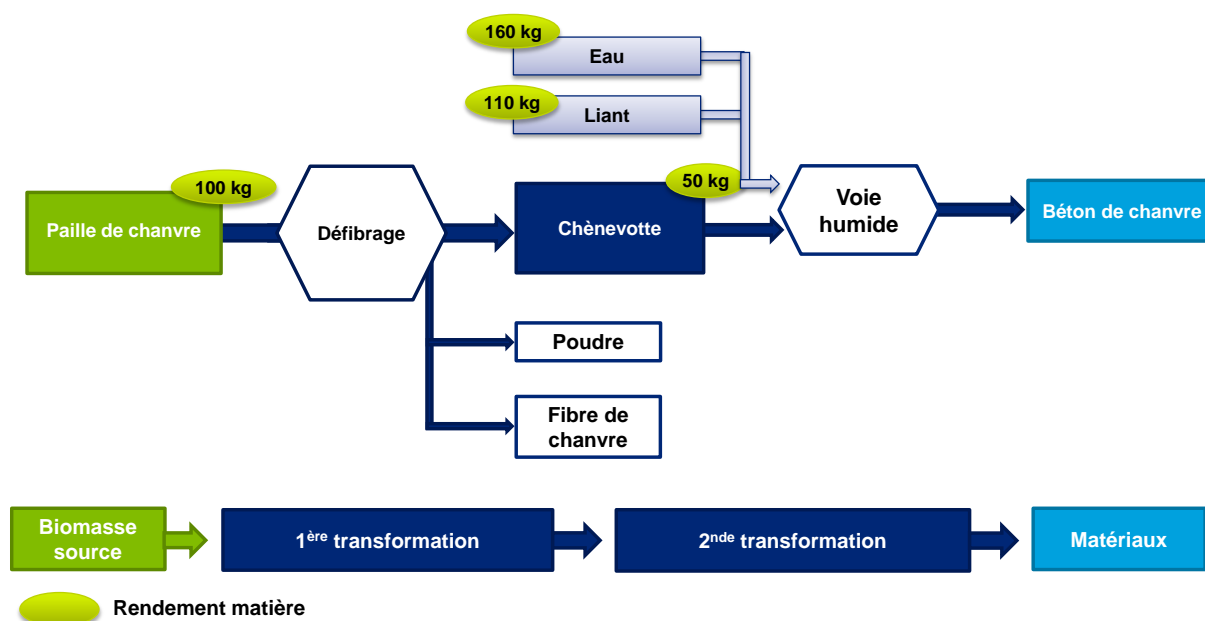 160 kg
Eau
110 kg
Liant
100 kg
50 kg
Paille de chanvre
Défibrage
Chènevotte
Voie
humide
Béton de chanvre
Poudre
Fibre de
chanvre
Biomasse
source
1ère transformation
2nde transformation
Matériaux
Rendement matière